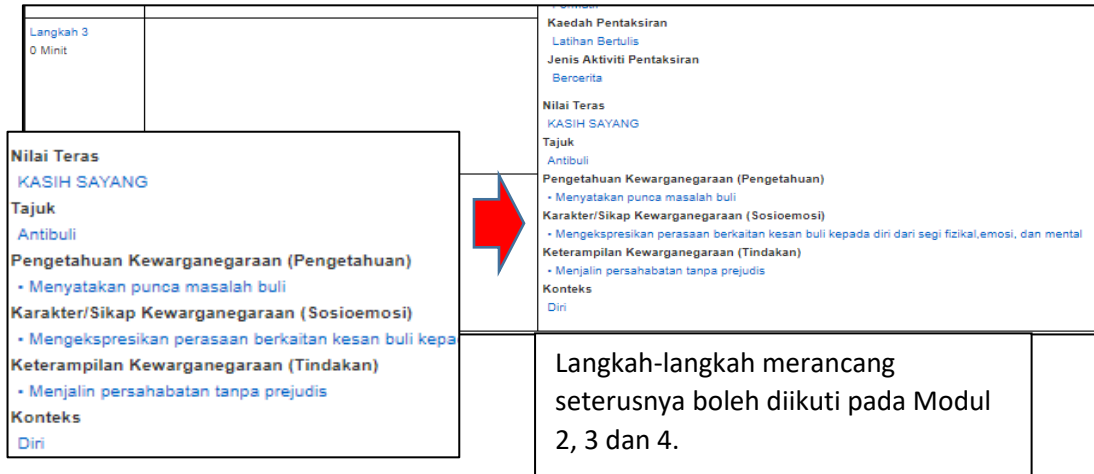 Langkah 3
0 Minit
Kaedah Pentaksiran
Latihan Bertulis
Jenis Aktiviti Pentaksiran
Bercerita
Nilai Teras
KASIH SAYANG
Tajuk
Antibuli
Pengetahuan Kewarganegaraan (Pengetahuan)
• Menyatakan punca masalah buli
Karakter/Sikap Kewarganegaraan (Sosioemosi)
• Mengekspresikan perasaan berkaitan kesan buli kepada diri dari segi fizikal,emosi, dan mental
Keterampilan Kewarganegaraan (Tindakan)
• Menjalin persahabatan tanpa prejudis
Konteks
Diri
Nilai Teras
KASIH SAYANG
Tajuk
Antibuli
Pengetahuan Kewarganegaraan (Pengetahuan)
• Menyatakan punca masalah buli
Karakter/Sikap Kewarganegaraan (Sosioemosi)
• Mengekspresikan perasaan berkaitan kesan buli kepa
Keterampilan Kewarganegaraan (Tindakan)
• Menjalin persahabatan tanpa prejudis
Konteks
Diri
Langkah-langkah merancang
seterusnya boleh diikuti pada Modul
2, 3 dan 4.